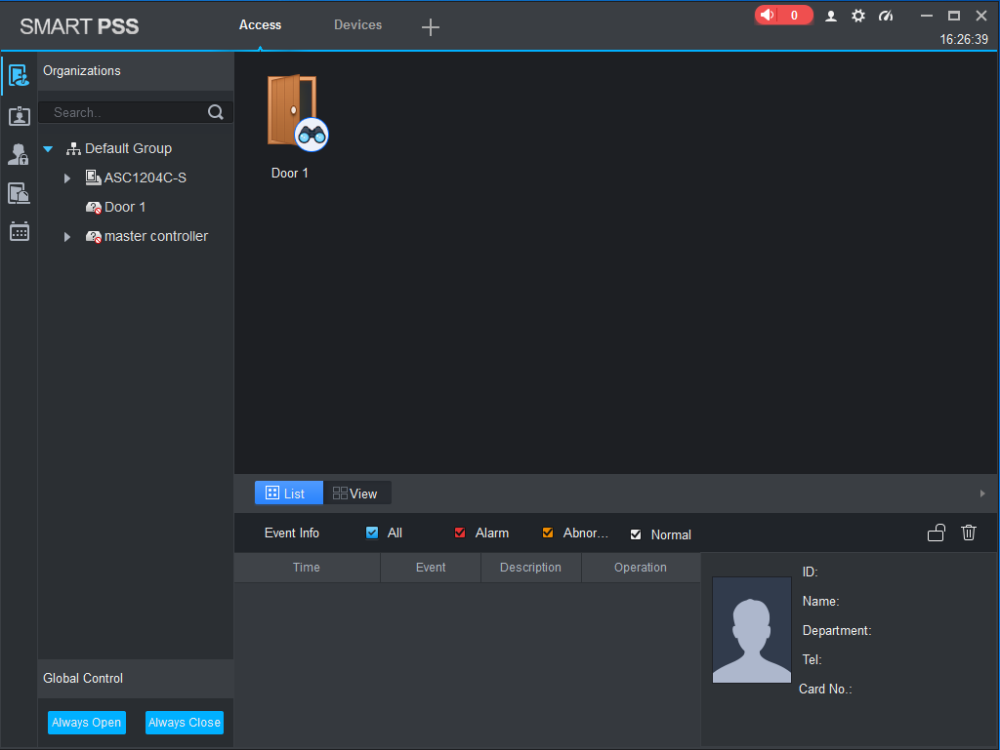 SMART PSS
Access
Devices
0
16:26:39
Organizations
Search..
Default Group
ASC1204C-S
Door 1
master controller
Door 1
List
View
Event Info
All
Alarm
Abnor...
Normal
Time
Event
Description
Operation
ID:
Name:
Department:
Tel:
Card No.:
Global Control
Always Open
Always Close